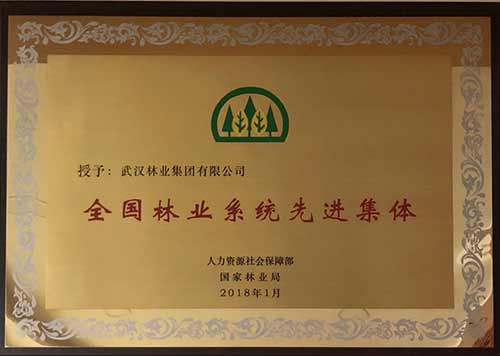 授予：武汉林业集团有限公司
全国林业系统先进集体
人力资源社会保障部
国家林业局
2018年1月